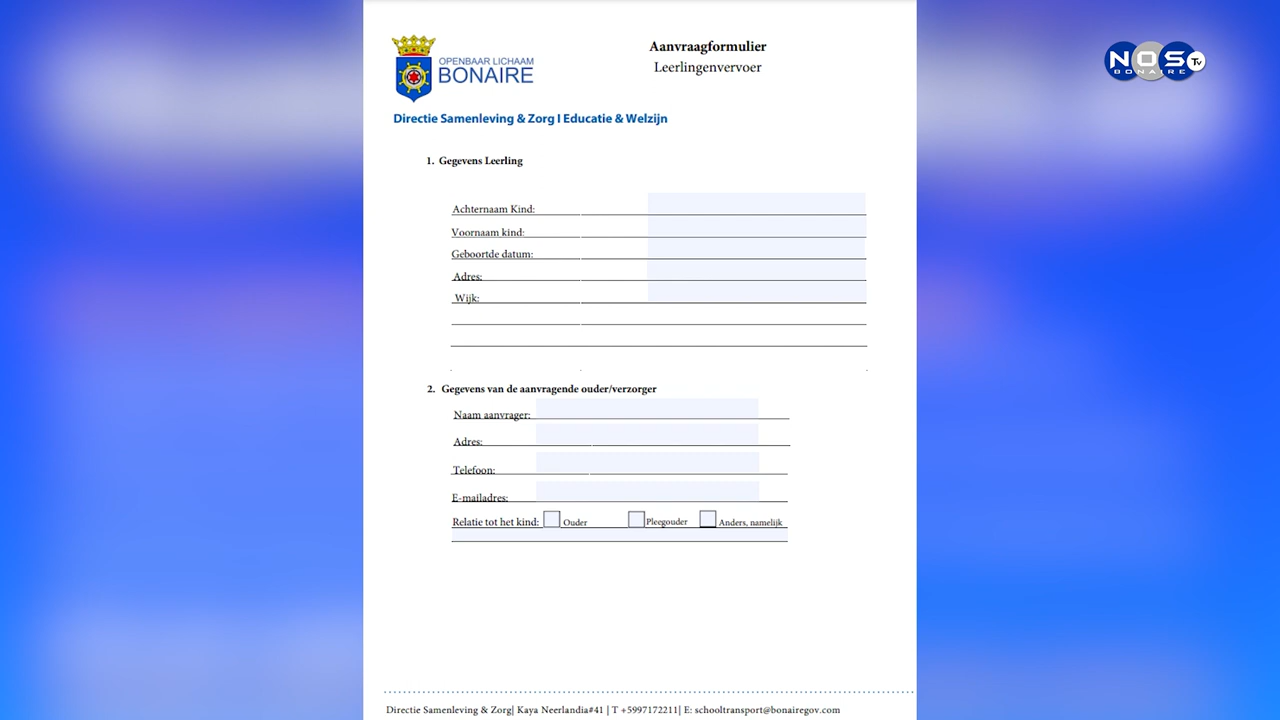 Aanvraagformulier
Leerlingenvervoer
OPENBAAR LICHAAM
BONAIRE
NOS TV
BONAIRE
Directie Samenleving & Zorg I Educatie & Welzijn
1. Gegevens Leerling
Achternaam Kind:
Voornaam kind:
Geboortde datum:
Adres:
Wijk:
2. Gegevens van de aanvragende ouder/verzorger
Naam aanvrager:
Adres:
Telefoon:
E-mailadres:
Relatie tot het kind: Ouder Pleegouder Anders, namelijk
Directie Samenleving & Zorg| Kaya Neerlandia#41 | T +5997172211| E: schooltransport@bonairegov.com